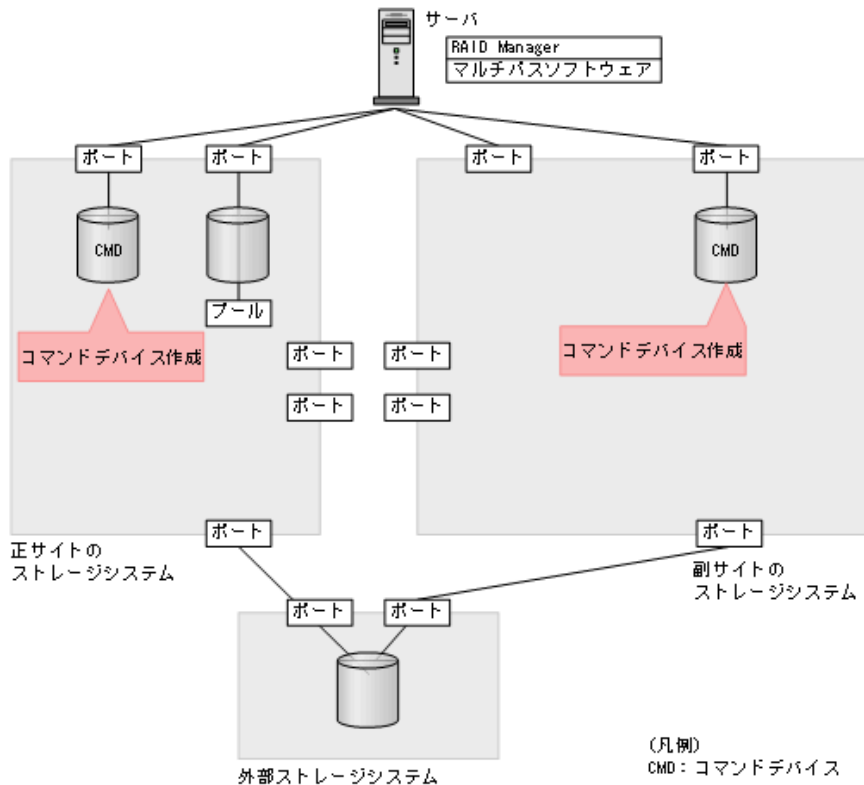 サーバ
RAID Manager
マルチパスソフトウェア
ポート
ポート
ポート
ポート
CMD
CMD
プール
コマンドデバイス作成
コマンドデバイス作成
ポート
ポート
ポート
ポート
ポート
ポート
正サイトの
ストレージシステム
副サイトの
ストレージシステム
ポート
ポート
外部ストレージシステム
(凡例)
CMD：コマンドデバイス